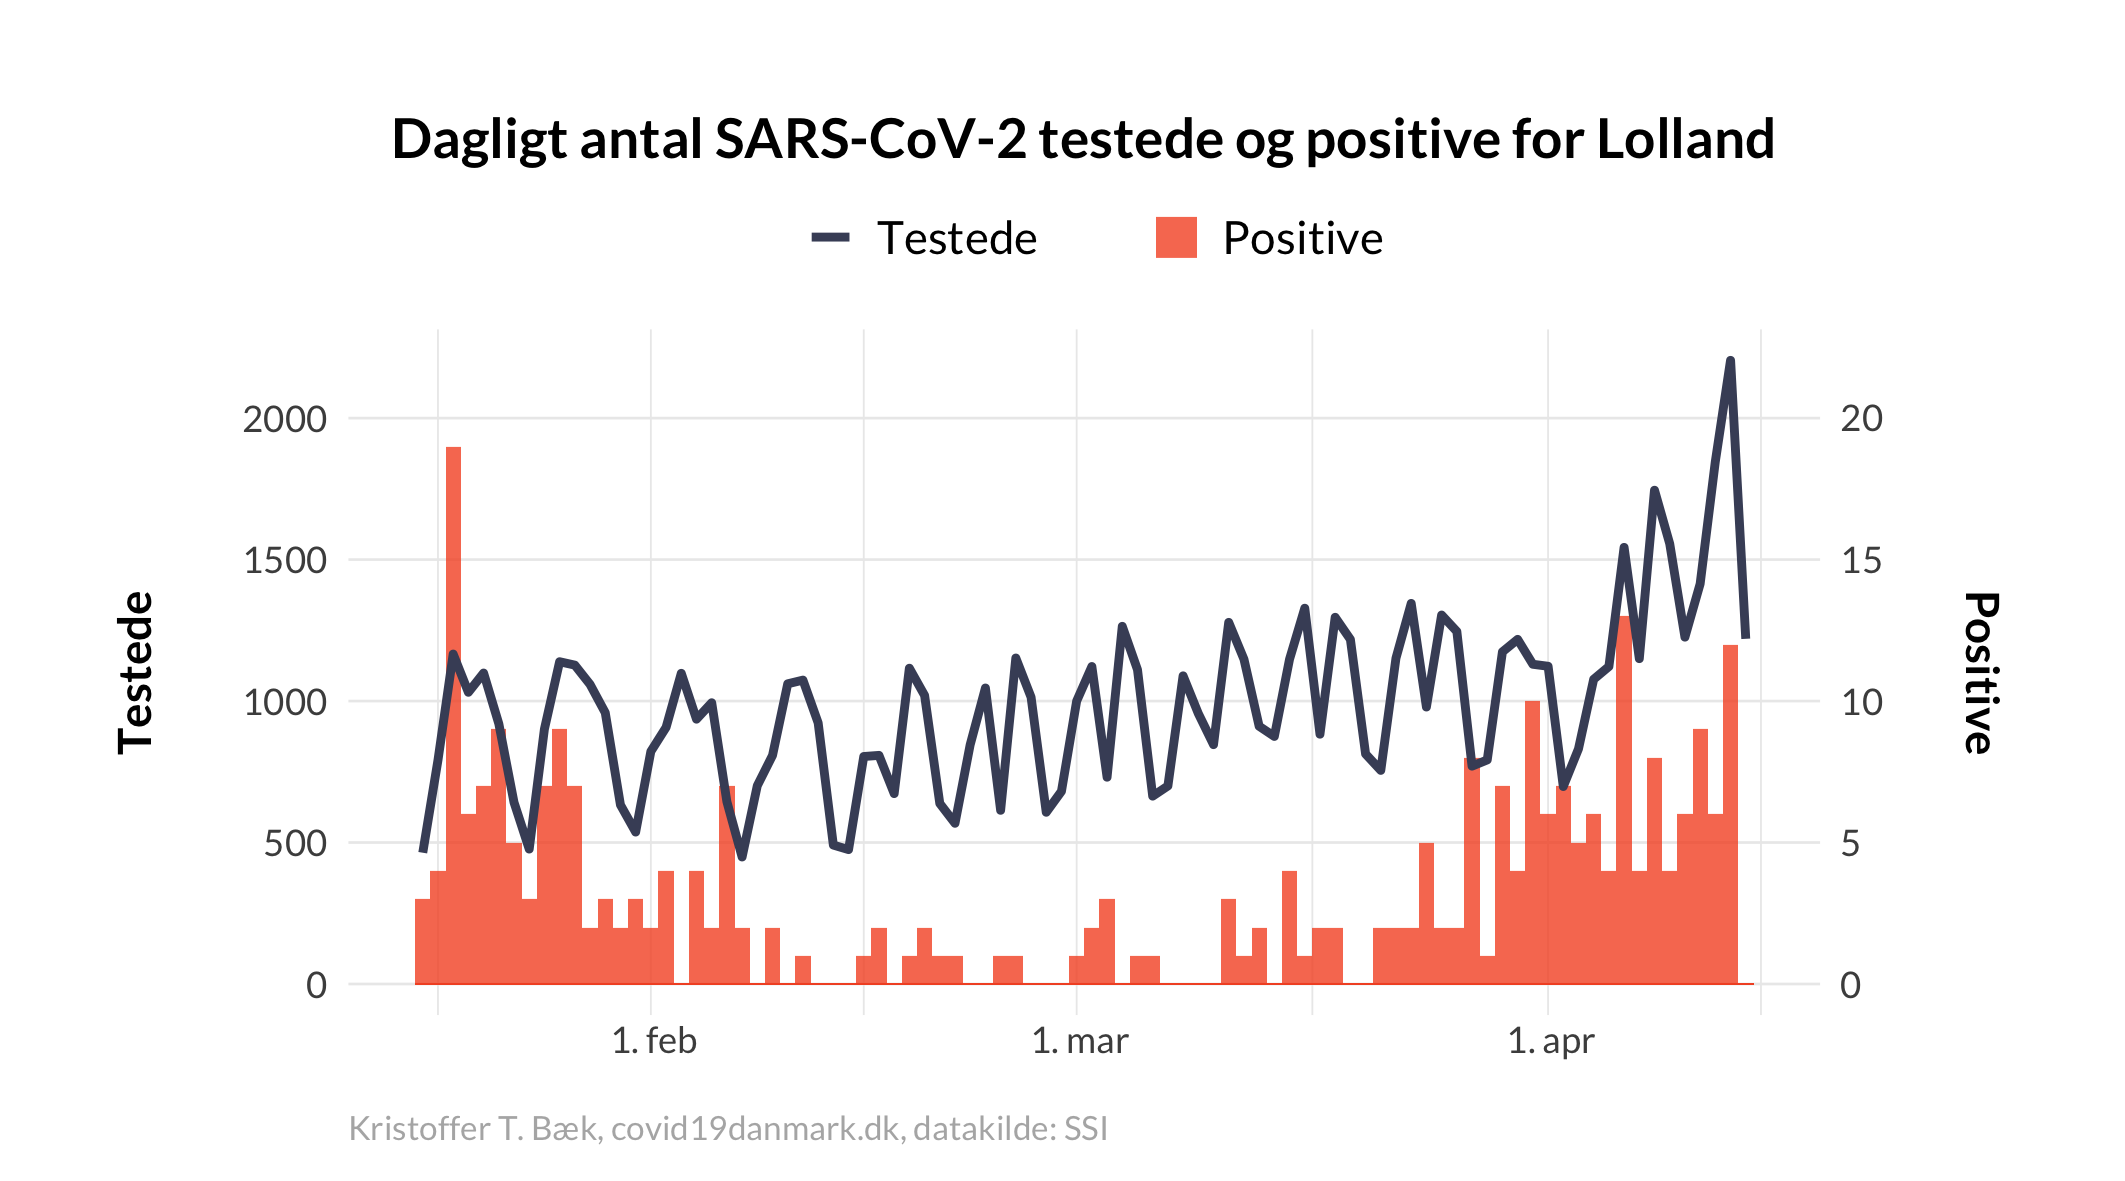 Dagligt antal SARS-CoV-2 testede og positive for Lolland
Testede Positive
2000 20
1500 15
1000 10
500 5
0 0
Testede
Positive
1. feb 1. mar 1. apr
Kristoffer T. Bæk, covid19danmark.dk, datakilde: SSI